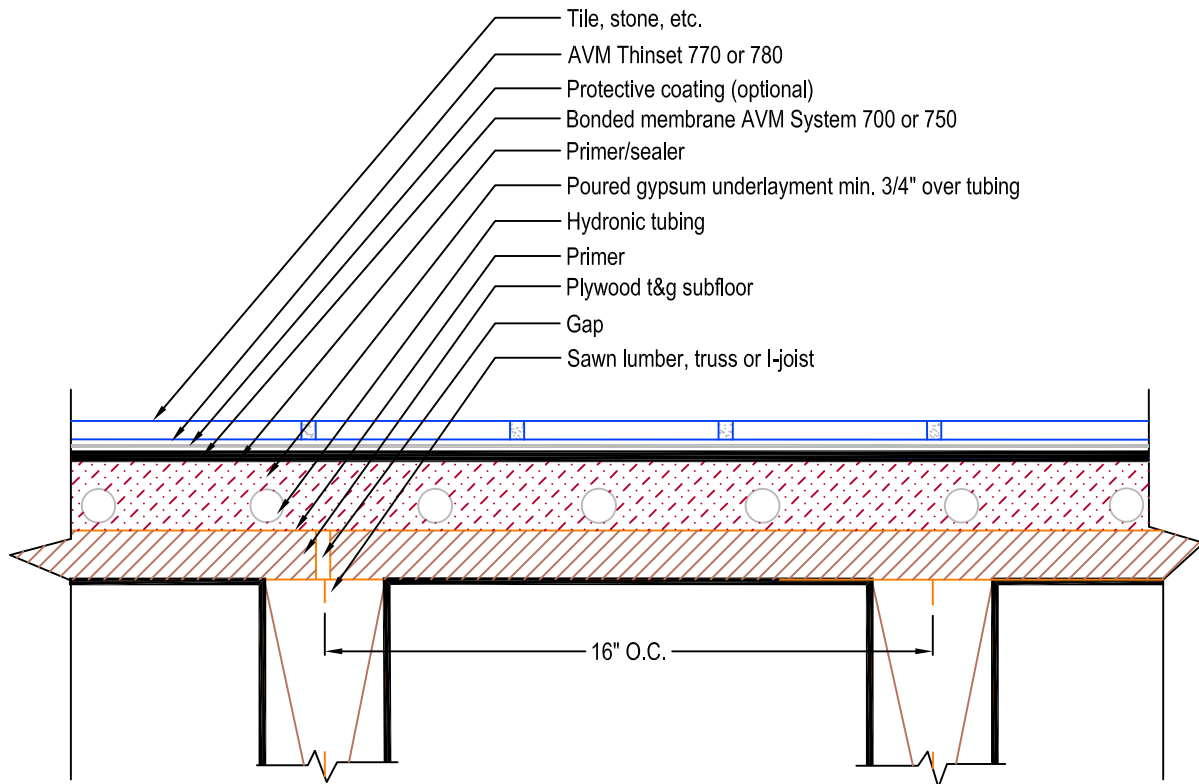 Tile, stone, etc.
AVM Thinset 770 or 780
Protective coating (optional)
Bonded membrane AVM System 700 or 750
Primer/sealer
Poured gypsum underlayment min. 3/4" over tubing
Hydronic tubing
Primer
Plywood t&g subfloor
Gap
Sawn lumber, truss or I-joist
16" O.C.